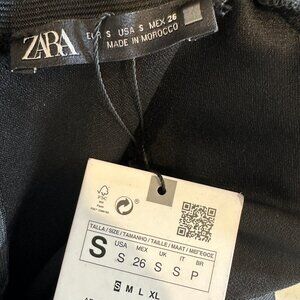 ZARA
EUR S USA S MEX 26
MADE IN MOROCCO
FSC
TALLA / SIZE / TAMANHO / TAILLE / MAAT / ΜΕΓΕΘΟΣ
S
USA MEX UK IT BR
S 26 S S P
S M L XL